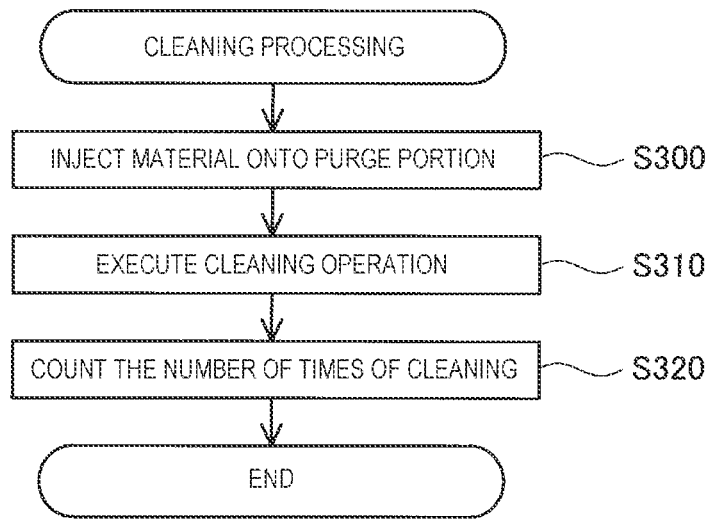 CLEANING PROCESSING
INJECT MATERIAL ONTO PURGE PORTION
S300
EXECUTE CLEANING OPERATION
S310
COUNT THE NUMBER OF TIMES OF CLEANING
S320
END